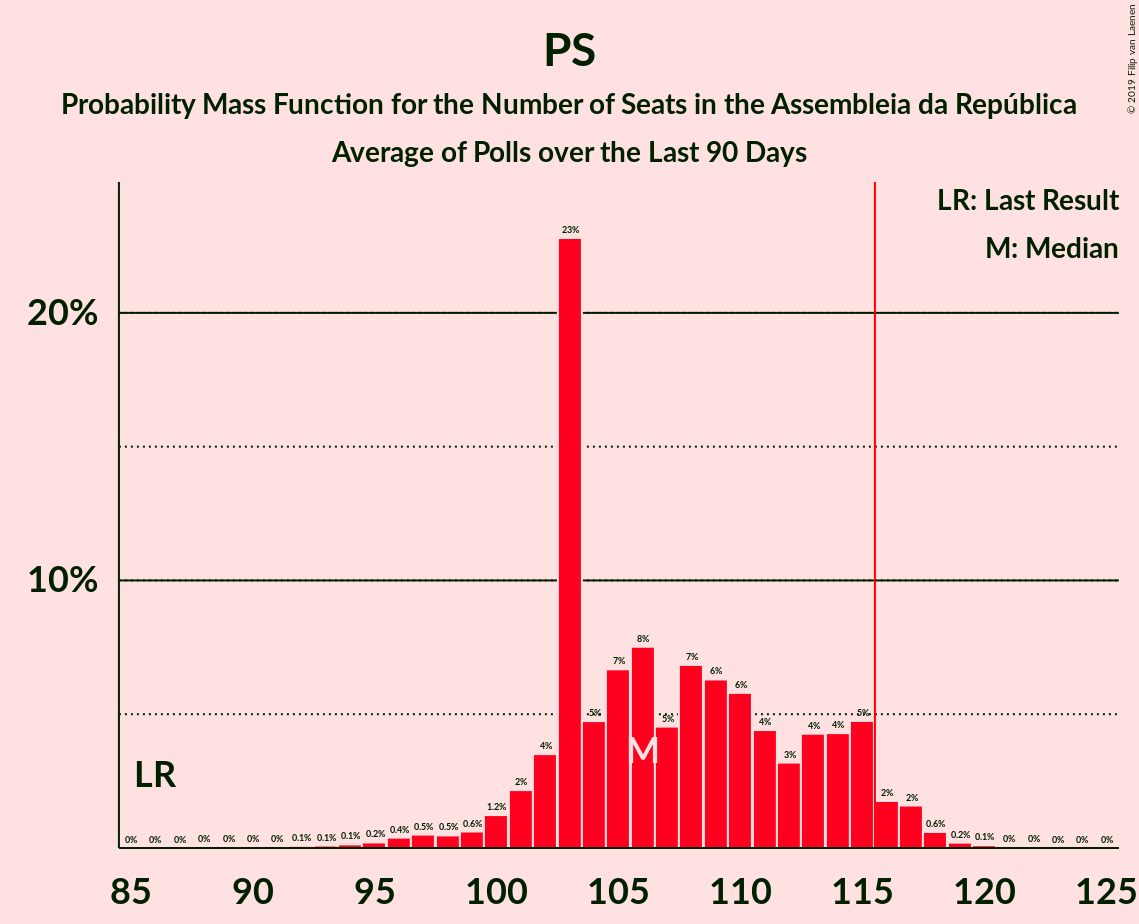 PS
Probability Mass Function for the Number of Seats in the Assembleia da República
Average of Polls over the Last 90 Days
© 2019 Filip van Laenen
LR: Last Result
M: Median
20%
10%
LR
M
0% 0% 0% 0% 0% 0% 0% 0.1% 0.1% 0.1% 0.2% 0.4% 0.5% 0.5% 0.6% 1.2% 2% 4% 23% 5% 7% 8% 5% 7% 6% 6% 4% 3% 4% 4% 5% 2% 2% 0.6% 0.2% 0.1% 0% 0% 0% 0% 0%
85 90 95 100 105 110 115 120 125